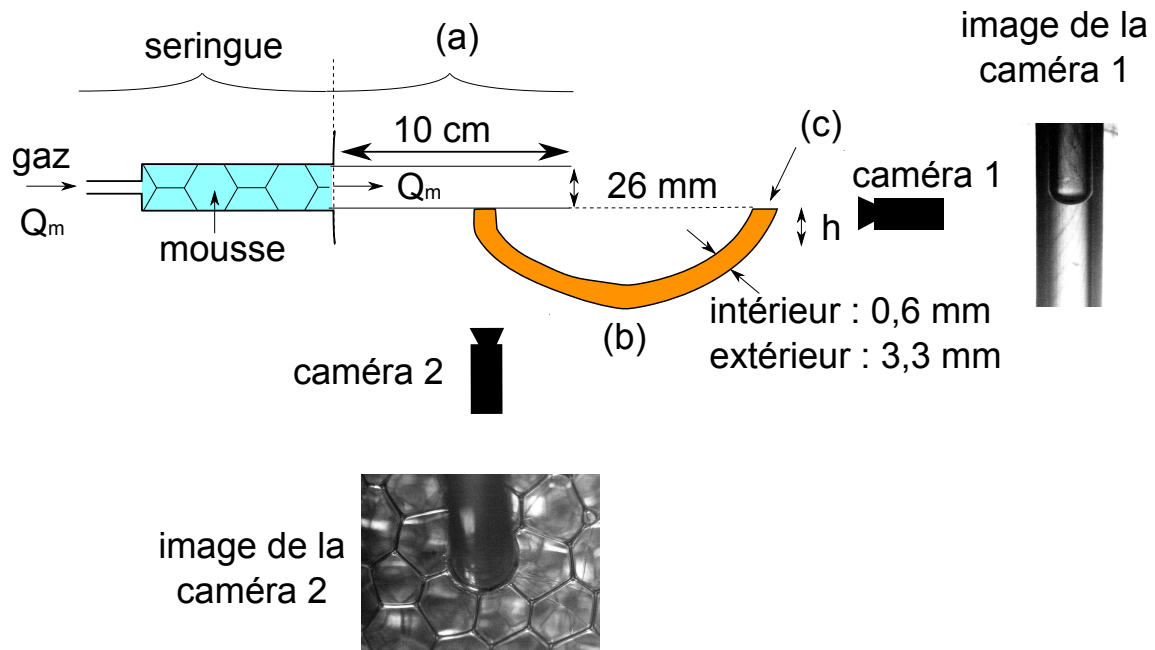 seringue
(a)
image de la
caméra 1
10 cm
(c)
gaz
Qm
26 mm
caméra 1
Qm
mousse
h
intérieur : 0,6 mm
extérieur : 3,3 mm
(b)
caméra 2
image de la
caméra 2